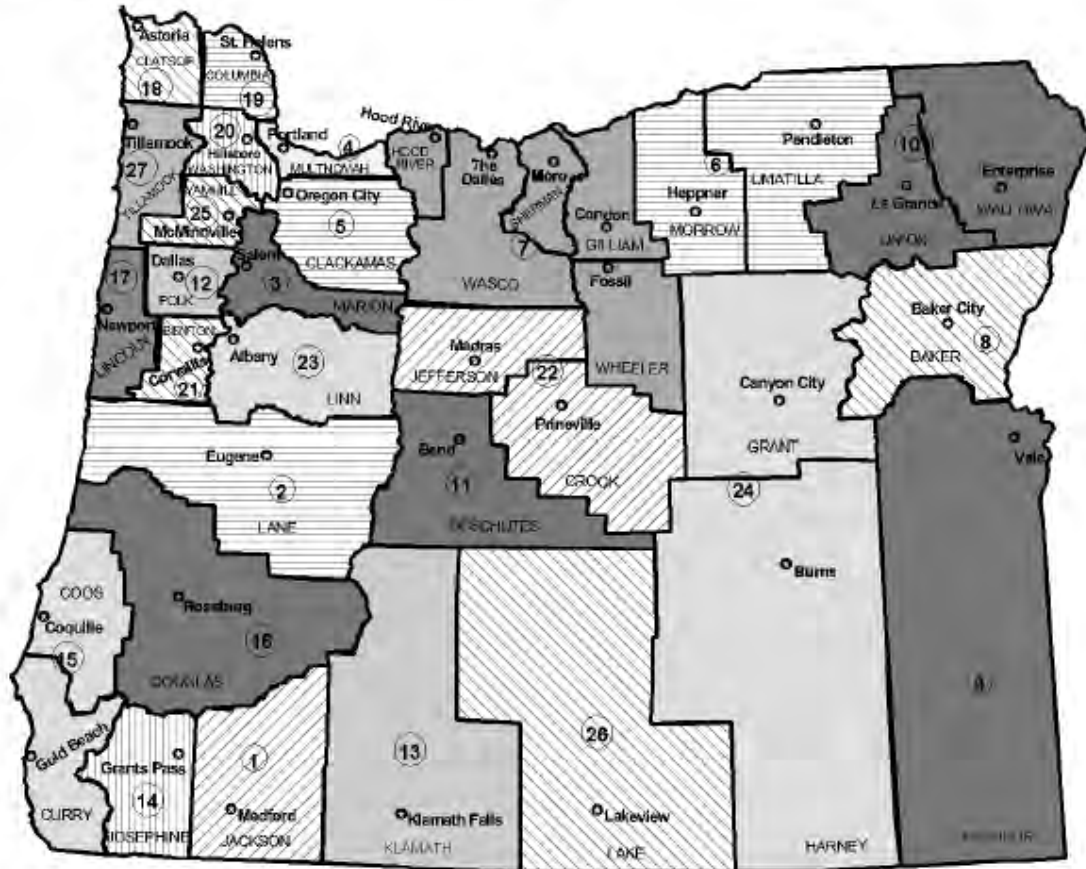 Astoria
CLATSOP
18
St. Helens
COLUMBIA
19
20
Hillsboro
WASHINGTON
Portland
4
MULTNOMAH
Hood River
HOOD
RIVER
The
Dalles
Moro
SHERMAN
Condon
GILLIAM
6
Heppner
MORROW
Pendleton
UMATILLA
10
La Grande
UNION
Enterprise
WALLOWA
Tillamook
27
TILLAMOOK
YAMHILL
25
McMinnville
Oregon City
5
CLACKAMAS
7
WASCO
Fossil
WHEELER
17
Newport
LINCOLN
Dallas
12
POLK
Salem
3
MARION
BENTON
Corvallis
21
Albany
23
LINN
Madras
JEFFERSON
22
Prineville
CROOK
Canyon City
GRANT
24
Baker City
8
BAKER
Vale
Eugene
2
LANE
Bend
11
DESCHUTES
Burns
HARNEY
COOS
Coquille
15
Roseburg
16
DOUGLAS
Gold Beach
CURRY
Grants Pass
14
JOSEPHINE
1
Medford
JACKSON
13
Klamath Falls
KLAMATH
26
Lakeview
LAKE